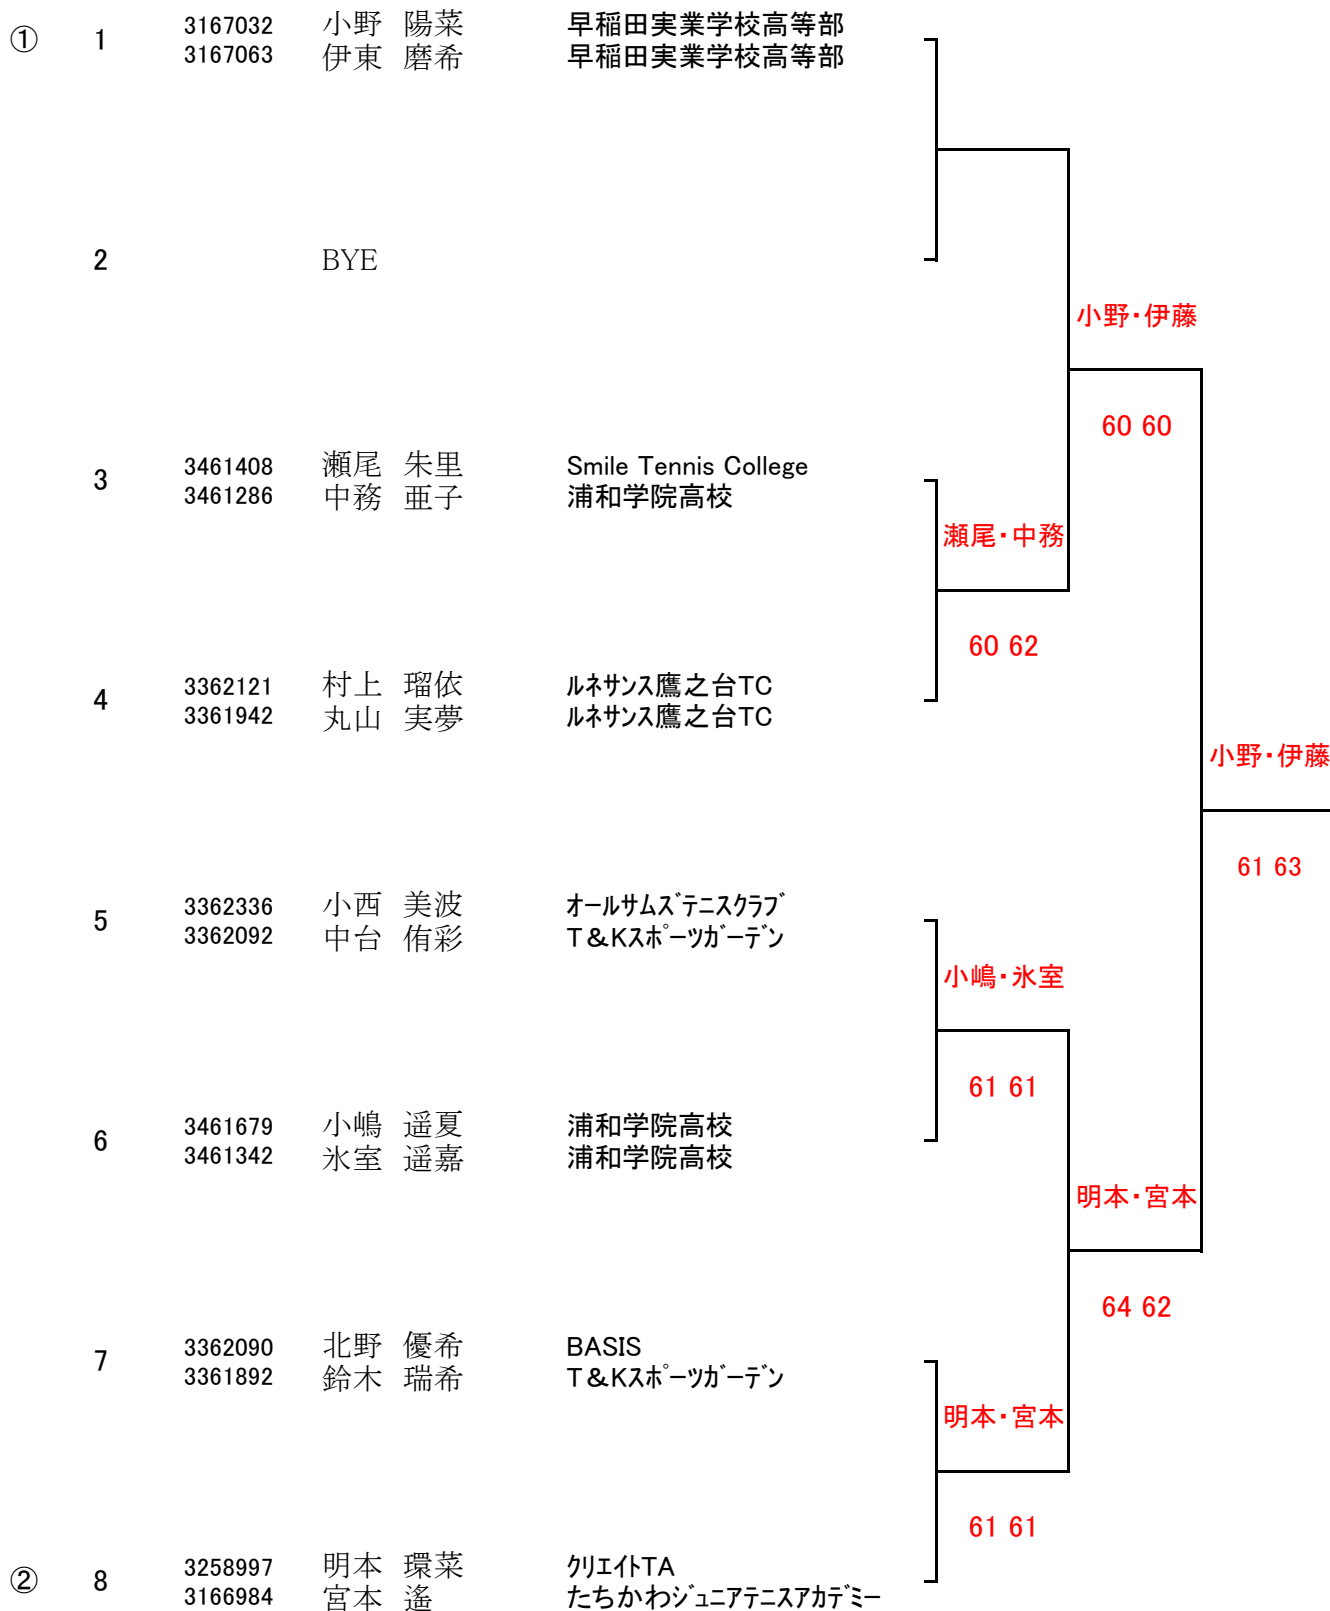 ① 1 3167032 小野 陽菜 早稲田実業学校高等部
3167063 伊東 磨希 早稲田実業学校高等部
2 BYE
小野・伊藤
60 60
3 3461408 瀬尾 朱里 Smile Tennis College
3461286 中務 亜子 浦和学院高校
瀬尾・中務
60 62
4 3362121 村上 瑠依 ﾙﾈｻﾝｽ鷹之台TC
3361942 丸山 実夢 ﾙﾈｻﾝｽ鷹之台TC
小野・伊藤
61 63
5 3362336 小西 美波 ｵｰﾙｻﾑｽﾞﾃﾆｽｸﾗﾌﾞ
3362092 中台 侑彩 T&Kｽﾎﾟｰﾂｶﾞｰﾃﾞﾝ
小嶋・氷室
61 61
6 3461679 小嶋 遥夏 浦和学院高校
3461342 氷室 遥嘉 浦和学院高校
明本・宮本
64 62
7 3362090 北野 優希 BASIS
3361892 鈴木 瑞希 T&Kｽﾎﾟｰﾂｶﾞｰﾃﾞﾝ
明本・宮本
61 61
② 8 3258997 明本 環菜 ｸﾘｴｲﾄTA
3166984 宮本 遙 たちかわｼﾞｭﾆｱﾃﾆｽｱｶﾃﾞﾐｰ